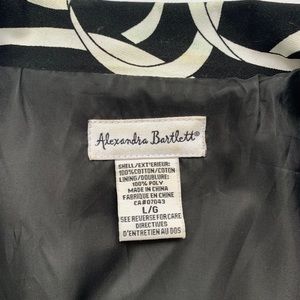 Alexandra Bartlett®
SHELL/EXTERIEUR:
100%COTTON/COTON
LINING/DOUBLURE:
100% POLY
MADE IN CHINA
FABRIQUE EN CHINE
CA#07043
L/G
SEE REVERSE FOR CARE
DIRECTIVES
D'ENTRETIEN AU DOS